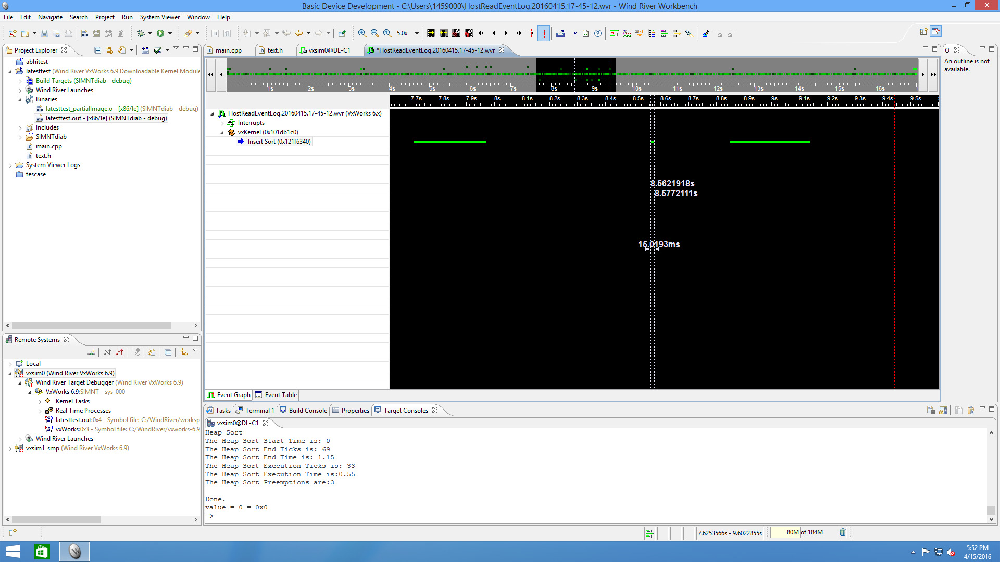 Basic Device Development - C:\Users\1459000\HostReadEventLog.20160415.17-45-12.wvr - Wind River Workbench
File Edit Navigate Search Project Run System Viewer Window Help
5.0x
Project Explorer
abhitest
latesttest (Wind River VxWorks 6.9 Downloadable Kernel Module
Build Targets (SIMNTdiab - debug)
Wind River Launches
Binaries
latesttest_partialImage.o - [x86/le] (SIMNTdiab - debug)
latesttest.out - [x86/le] (SIMNTdiab - debug)
Includes
SIMNTdiab
main.cpp
text.h
System Viewer Logs
tescase
main.cpp text.h vxsim0@DL-C1 *HostReadEventLog.20160415.17-45-12.wvr
1s 2s 3s 4s 5s 6s 7s 8s 9s 10s 11s 12s 13s 14s 15s 16s
7.7s 7.8s 7.9s 8s 8.1s 8.2s 8.3s 8.4s 8.5s 8.6s 8.7s 8.8s 8.9s 9s 9.1s 9.2s 9.3s 9.4s 9.5s
HostReadEventLog.20160415.17-45-12.wvr (VxWorks 6.x)
Interrupts
vxKernel (0x101db1c0)
Insert Sort (0x121f6340)
8.5621918s
8.5772111s
15.0193ms
Event Graph Event Table
O
An outline is not
available.
Remote Systems
Local
vxsim0 (Wind River VxWorks 6.9)
Wind River Target Debugger (Wind River VxWorks 6.9)
VxWorks 6.9:SIMNT - sys-000
Kernel Tasks
Real Time Processes
latesttest.out:0x4 - Symbol file: C:/WindRiver/worksp
vxWorks:0x3 - Symbol file: C:/WindRiver/vxworks-6.9
Wind River Launches
vxsim1_smp (Wind River VxWorks 6.9)
Tasks Terminal 1 Build Console Properties Target Consoles
vxsim0@DL-C1
Heap Sort
The Heap Sort Start Time is: 0
The Heap Sort End Ticks is: 69
The Heap Sort End Time is: 1.15
The Heap Sort Execution Ticks is: 33
The Heap Sort Execution Time is:0.55
The Heap Sort Preemptions are:3
Done.
value = 0 = 0x0
->
7.6253566s - 9.6022855s
80M of 184M
5:52 PM
4/15/2016